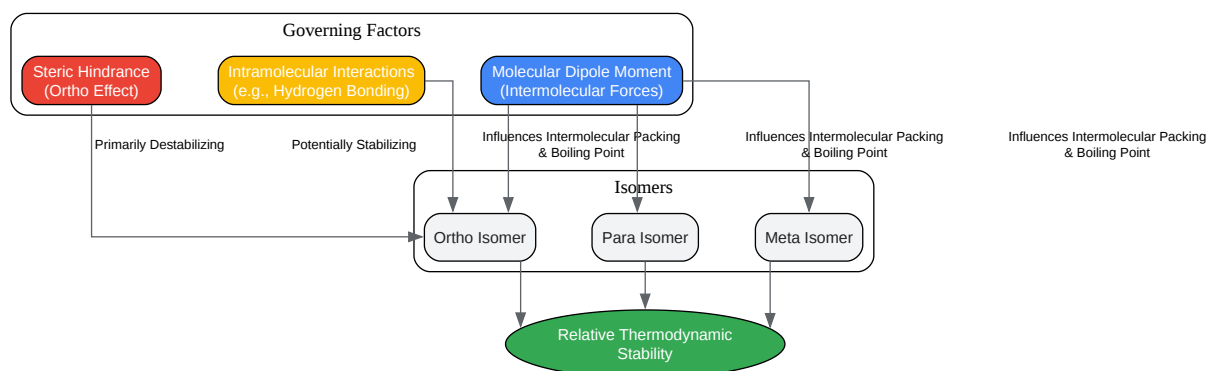 Governing Factors
Steric Hindrance
(Ortho Effect)
Intramolecular Interactions
(e.g., Hydrogen Bonding)
Molecular Dipole Moment
(Intermolecular Forces)
Primarily Destabilizing
Potentially Stabilizing
Influences Intermolecular Packing
& Boiling Point
Influences Intermolecular Packing
& Boiling Point
Influences Intermolecular Packing
& Boiling Point
Isomers
Ortho Isomer
Para Isomer
Meta Isomer
Relative Thermodynamic
Stability